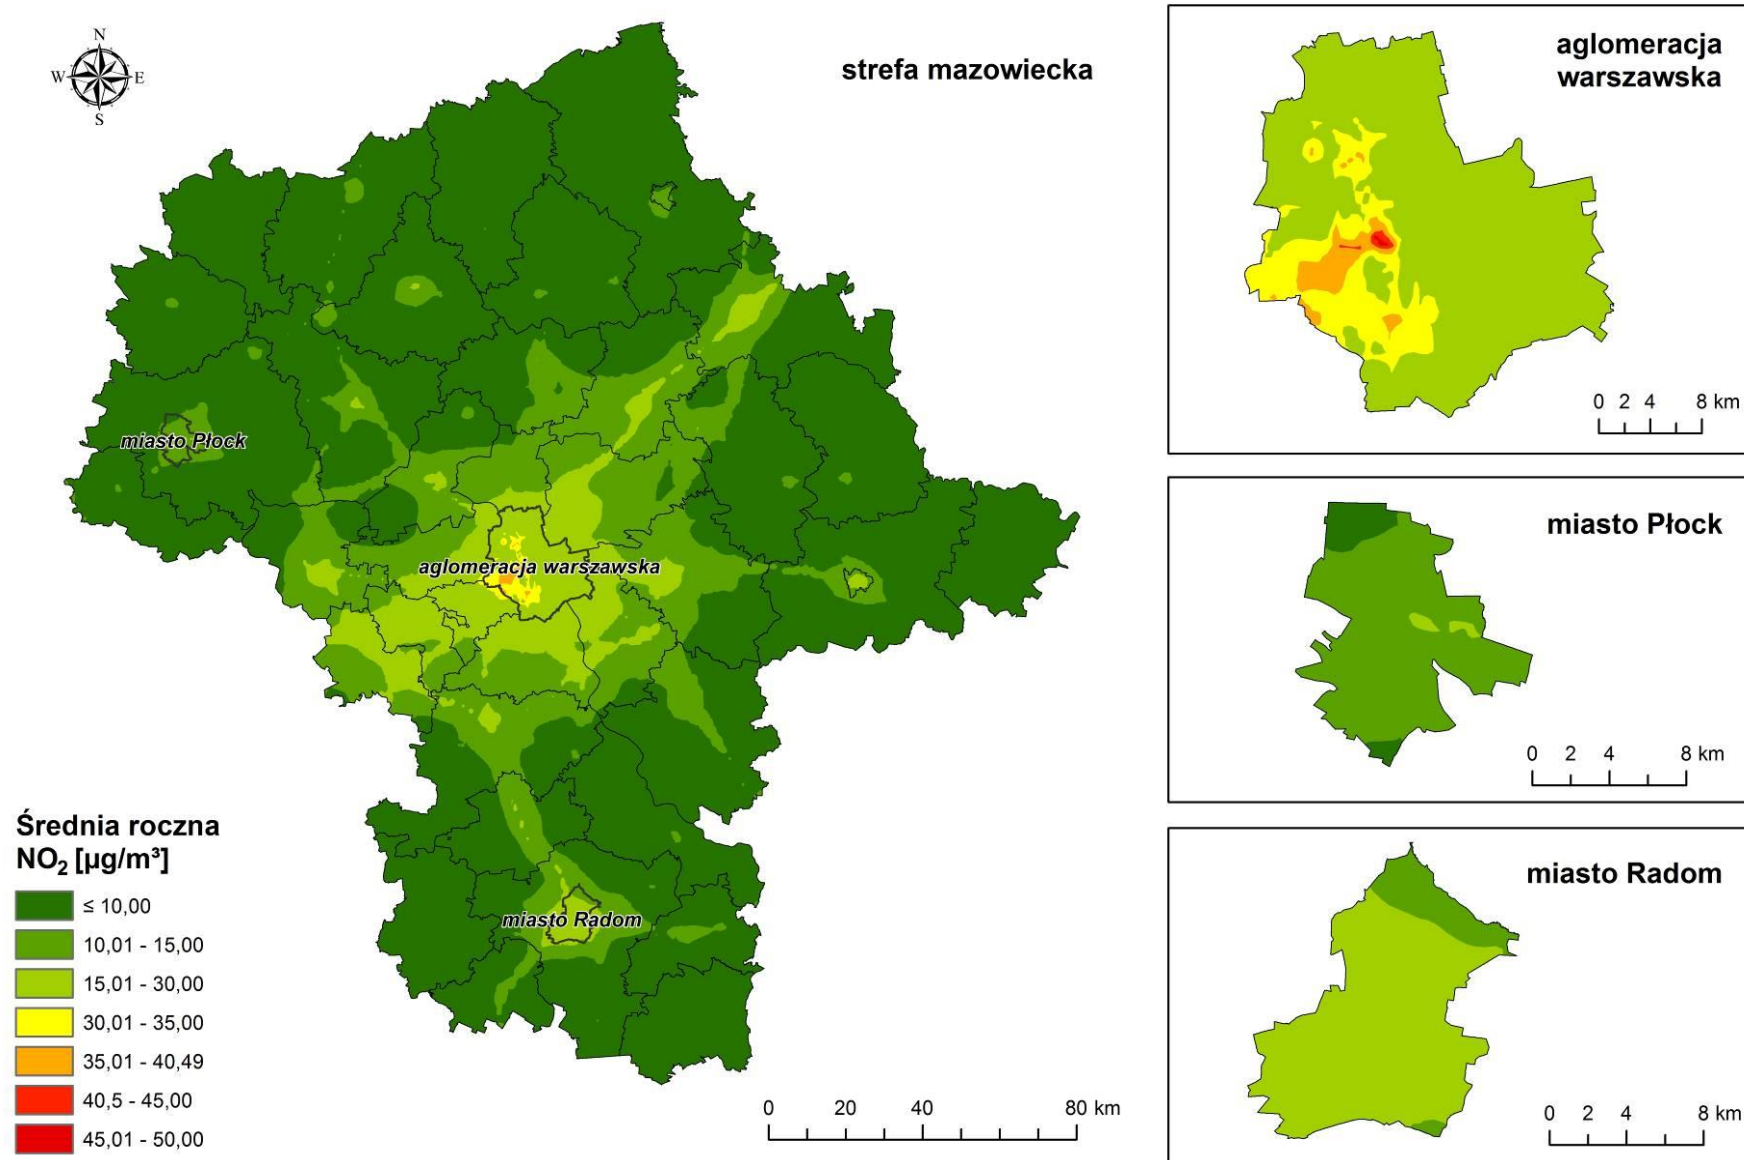 N
W E
S
strefa mazowiecka
miasto Płock
aglomeracja warszawska
miasto Radom
Średnia roczna
NO₂ [µg/m³]
≤ 10,00
10,01 - 15,00
15,01 - 30,00
30,01 - 35,00
35,01 - 40,49
40,5 - 45,00
45,01 - 50,00
0 20 40 80 km
aglomeracja
warszawska
0 2 4 8 km
miasto Płock
0 2 4 8 km
miasto Radom
0 2 4 8 km